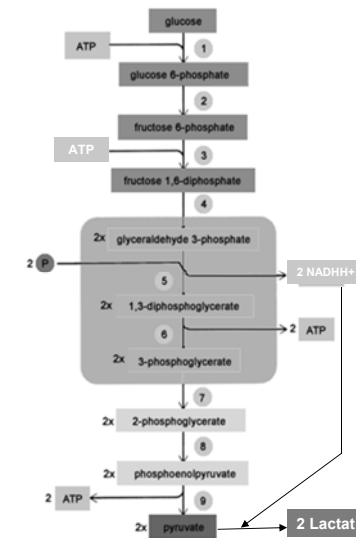 glucose
ATP
1
glucose 6-phosphate
2
fructose 6-phosphate
ATP
3
fructose 1,6-diphosphate
4
2x glyceraldehyde 3-phosphate
2 P
2 NADHH+
5
2x 1,3-diphosphoglycerate
6
2 ATP
2x 3-phosphoglycerate
7
2x 2-phosphoglycerate
8
2x phosphoenolpyruvate
2 ATP
9
2x pyruvate
2 Lactat